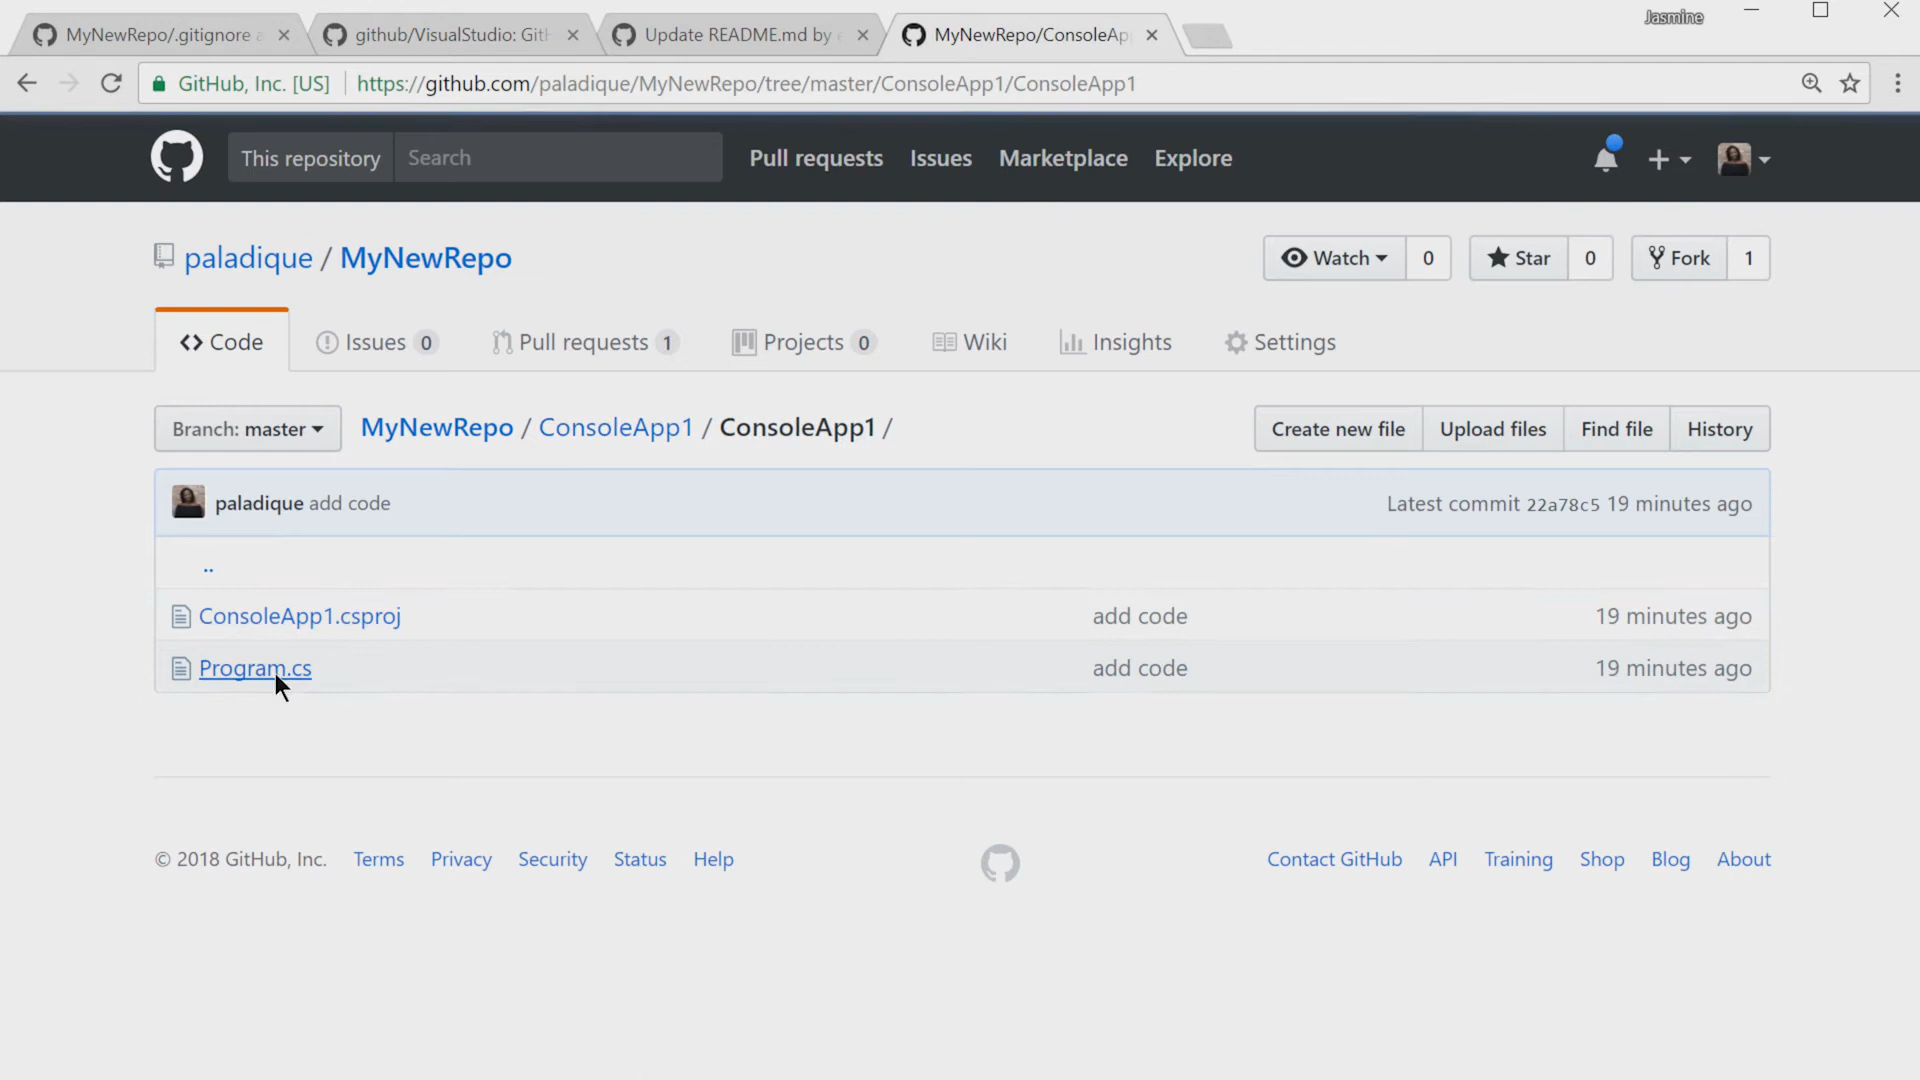 Jasmine
MyNewRepo/.gitignore
github/VisualStudio: GitH
Update README.md by
MyNewRepo/ConsoleAp
GitHub, Inc. [US] https://github.com/paladique/MyNewRepo/tree/master/ConsoleApp1/ConsoleApp1
This repository Search Pull requests Issues Marketplace Explore
paladique / MyNewRepo Watch 0 Star 0 Fork 1
Code Issues 0 Pull requests 1 Projects 0 Wiki Insights Settings
Branch: master MyNewRepo / ConsoleApp1 / ConsoleApp1 / Create new file Upload files Find file History
paladique add code Latest commit 22a78c5 19 minutes ago
..
ConsoleApp1.csproj add code 19 minutes ago
Program.cs add code 19 minutes ago
© 2018 GitHub, Inc. Terms Privacy Security Status Help Contact GitHub API Training Shop Blog About